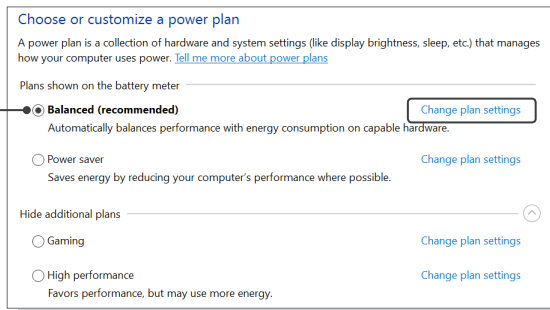 Choose or customize a power plan
A power plan is a collection of hardware and system settings (like display brightness, sleep, etc.) that manages
how your computer uses power. Tell me more about power plans
Plans shown on the battery meter
Balanced (recommended) Change plan settings
Automatically balances performance with energy consumption on capable hardware.
Power saver Change plan settings
Saves energy by reducing your computer's performance where possible.
Hide additional plans
Gaming Change plan settings
High performance Change plan settings
Favors performance, but may use more energy.